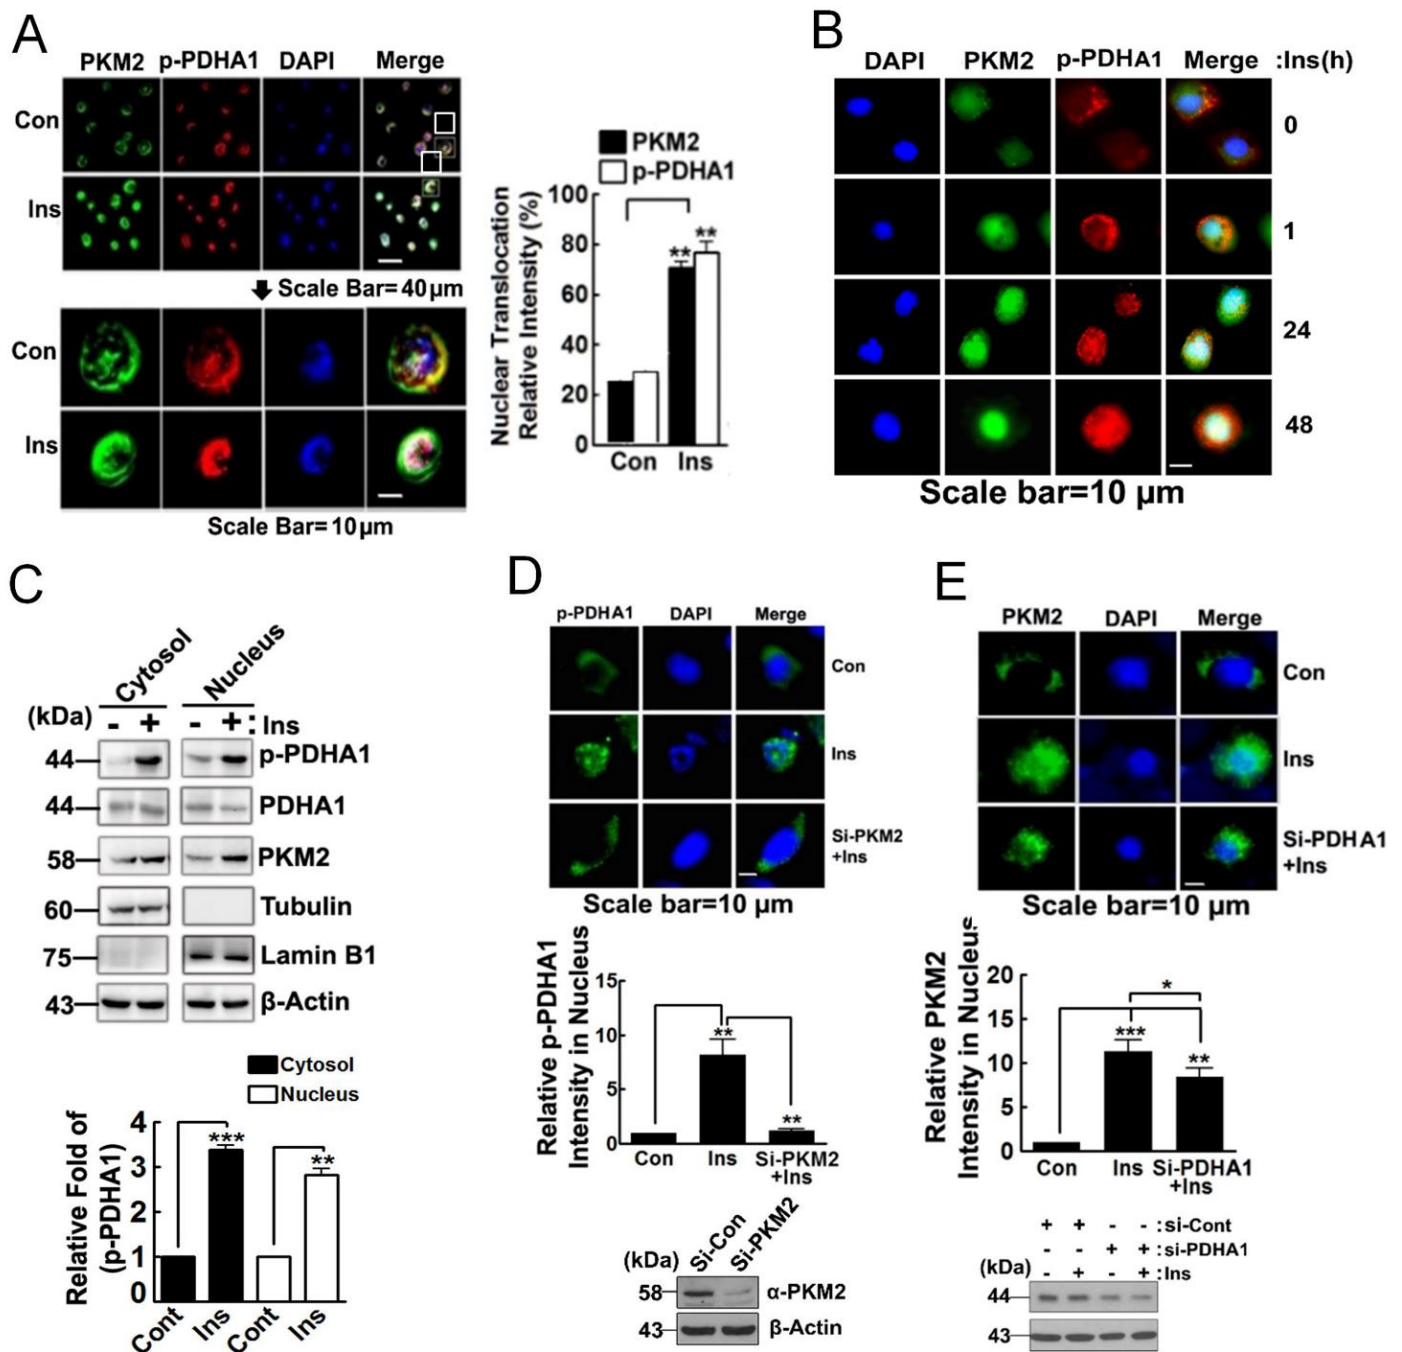 A
PKM2 p-PDHA1 DAPI Merge
Con
Ins
Scale Bar=40μm
Con
Ins
Scale Bar=10μm
PKM2
p-PDHA1
Nuclear Translocation
Relative Intensity (%)
100
80
60
40
20
0
Con Ins
**
**
B
DAPI PKM2 p-PDHA1 Merge :Ins(h)
0
1
24
48
Scale bar=10 μm
C
Cytosol Nucleus
(kDa) - + - + : Ins
44 p-PDHA1
44 PDHA1
58 PKM2
60 Tubulin
75 Lamin B1
43 β-Actin
Cytosol
Nucleus
Relative Fold of
(p-PDHA1)
4
3
2
1
0
***
**
Cont Ins Cont Ins
D
p-PDHA1 DAPI Merge
Con
Ins
Si-PKM2
+Ins
Scale bar=10 μm
Relative p-PDHA1
Intensity in Nucleus
15
10
5
0
**
**
Con Ins Si-PKM2
+Ins
(kDa) Si-Con Si-PKM2
58 α-PKM2
43 β-Actin
E
PKM2 DAPI Merge
Con
Ins
Si-PDHA1
+Ins
Scale bar=10 μm
Relative PKM2
Intensity in Nucleus
20
15
10
5
0
*
***
**
Con Ins Si-PDHA1
+Ins
+ + - - :si-Cont
- - + + :si-PDHA1
(kDa) - + - + :Ins
44
43